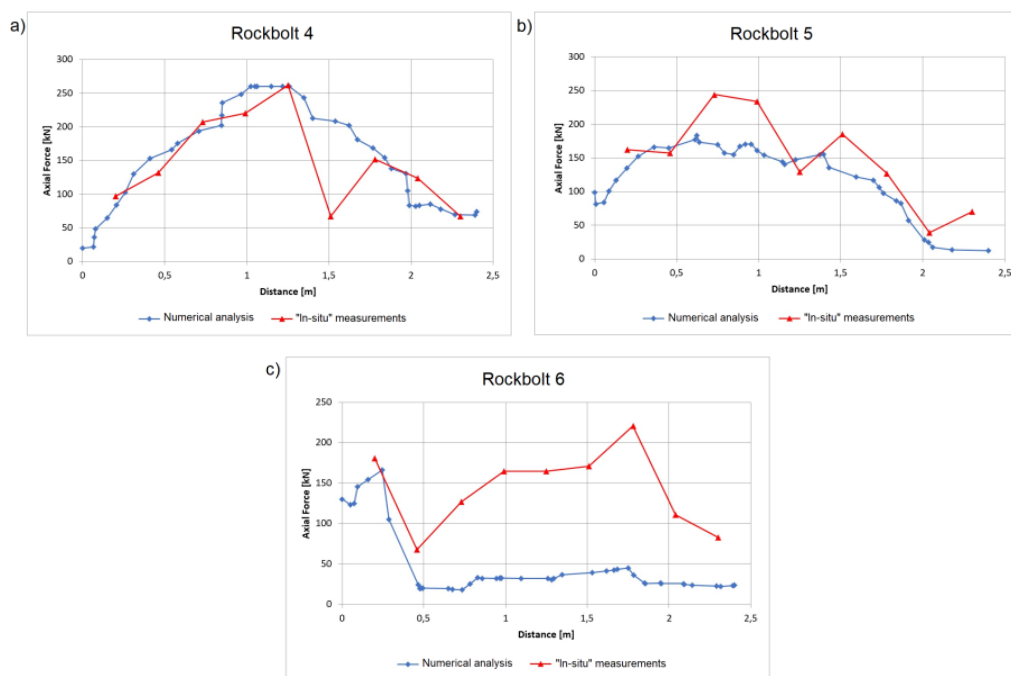 a)
Rockbolt 4
300
250
200
150
100
50
0
Axial Force [kN]
0 0,5 1 1,5 2 2,5
Distance [m]
Numerical analysis "In-situ" measurements
b)
Rockbolt 5
300
250
200
150
100
50
0
Axial Force [kN]
0 0,5 1 1,5 2 2,5
Distance [m]
Numerical analysis "In-situ" measurements
c)
Rockbolt 6
250
200
150
100
50
0
Axial Force [kN]
0 0,5 1 1,5 2 2,5
Distance [m]
Numerical analysis "In-situ" measurements